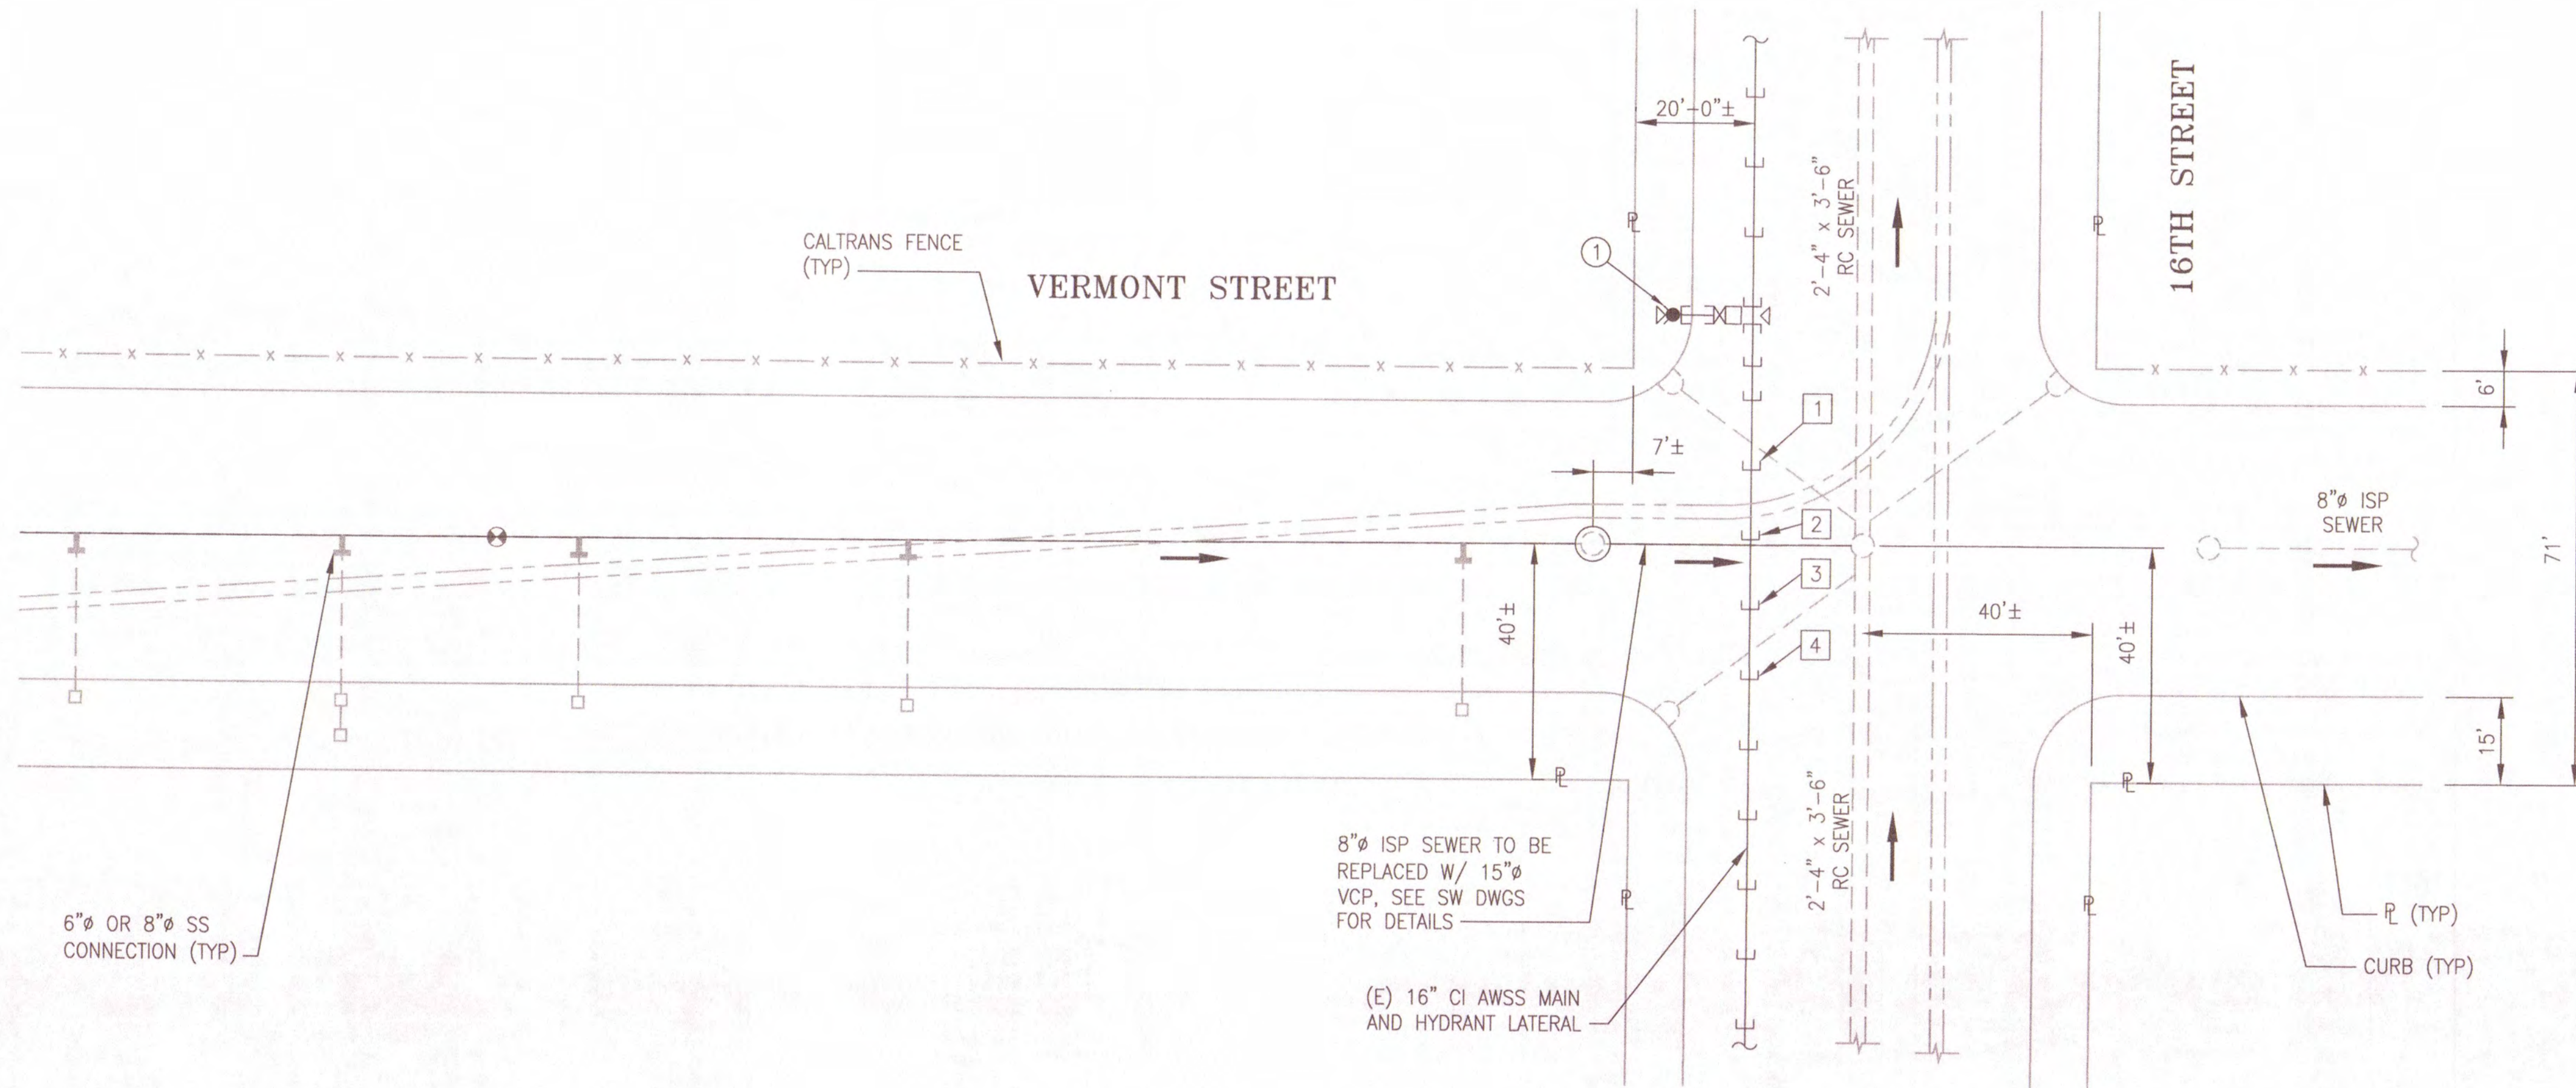 16TH STREET
20'-0"±
2'-4" x 3'-6"
RC SEWER
℄
℄
CALTRANS FENCE
(TYP)
VERMONT STREET
1
6'
1
7'±
8"ø ISP
SEWER
2
3
71'
40'±
40'±
40'±
4
15'
℄
℄
2'-4" x 3'-6"
RC SEWER
8"ø ISP SEWER TO BE
REPLACED W/ 15"ø
VCP, SEE SW DWGS
FOR DETAILS
℄
℄
℄ (TYP)
6"ø OR 8"ø SS
CONNECTION (TYP)
CURB (TYP)
(E) 16" CI AWSS MAIN
AND HYDRANT LATERAL